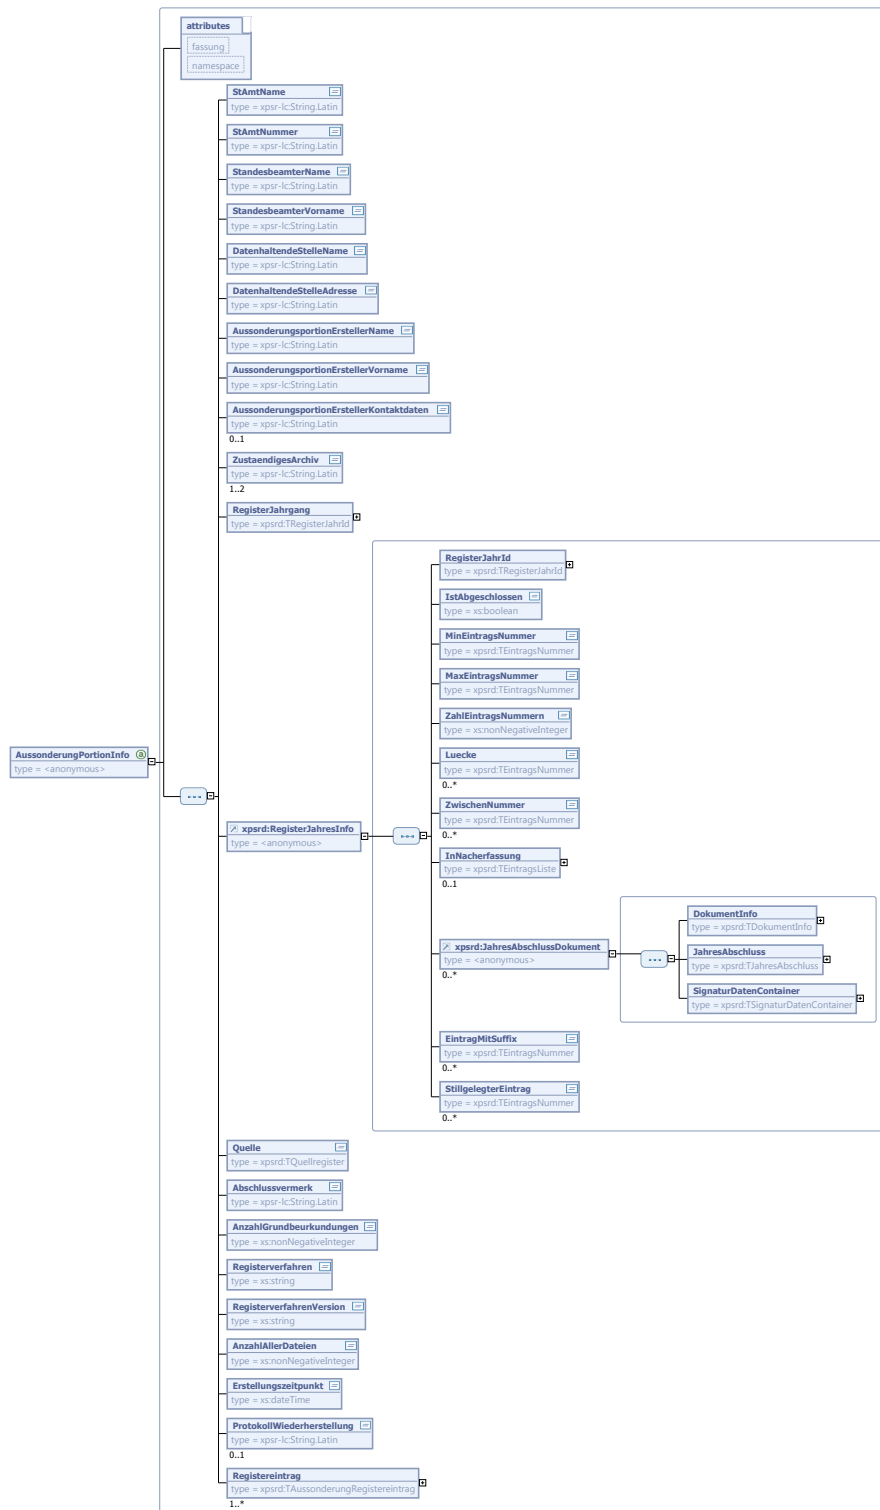 attributes
fassung
namespace
StAmtName
type = xpsr-lc:String.Latin
StAmtNummer
type = xpsr-lc:String.Latin
StandesbeamterName
type = xpsr-lc:String.Latin
StandesbeamterVorname
type = xpsr-lc:String.Latin
DatenhaltendeStelleName
type = xpsr-lc:String.Latin
DatenhaltendeStelleAdresse
type = xpsr-lc:String.Latin
AussonderungsportionErstellerName
type = xpsr-lc:String.Latin
AussonderungsportionErstellerVorname
type = xpsr-lc:String.Latin
AussonderungsportionErstellerKontaktdaten
type = xpsr-lc:String.Latin
0..1
ZustaendigesArchiv
type = xpsr-lc:String.Latin
1..2
RegisterJahrgang
type = xpsrd:TRegisterJahrId
AussonderungPortionInfo
type = <anonymous>
xpsrd:RegisterJahresInfo
type = <anonymous>
RegisterJahrId
type = xpsrd:TRegisterJahrId
IstAbgeschlossen
type = xs:boolean
MinEintragsNummer
type = xpsrd:TEintragsNummer
MaxEintragsNummer
type = xpsrd:TEintragsNummer
ZahlEintragsNummern
type = xs:nonNegativeInteger
Luecke
type = xpsrd:TEintragsNummer
0..*
ZwischenNummer
type = xpsrd:TEintragsNummer
0..*
InNacherfassung
type = xpsrd:TEintragsListe
0..1
xpsrd:JahresAbschlussDokument
type = <anonymous>
0..*
DokumentInfo
type = xpsrd:TDokumentInfo
JahresAbschluss
type = xpsrd:TJahresAbschluss
SignaturDatenContainer
type = xpsrd:TSignaturDatenContainer
EintragMitSuffix
type = xpsrd:TEintragsNummer
0..*
StillgelegterEintrag
type = xpsrd:TEintragsNummer
0..*
Quelle
type = xpsrd:TQuellregister
Abschlussvermerk
type = xpsr-lc:String.Latin
AnzahlGrundbeurkundungen
type = xs:nonNegativeInteger
Registerverfahren
type = xs:string
RegisterverfahrenVersion
type = xs:string
AnzahlAllerDateien
type = xs:nonNegativeInteger
Erstellungszeitpunkt
type = xs:dateTime
ProtokollWiederherstellung
type = xpsr-lc:String.Latin
0..1
Registereintrag
type = xpsrd:TAussonderungRegistereintrag
1..*